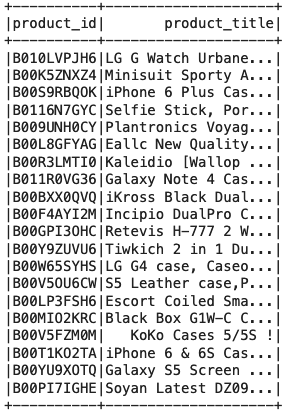 +----------+--------------------+
|product_id|       product_title|
+----------+--------------------+
|B010LVPJH6|LG G Watch Urbane...|
|B00K5ZNXZ4|Minisuit Sporty A...|
|B00S9RBQOK|iPhone 6 Plus Cas...|
|B0116N7GYC|Selfie Stick, Por...|
|B009UNH0CY|Plantronics Voyag...|
|B00L8GFYAG|Eallc New Quality...|
|B00R3LMTI0|Kaleidio [Wallop ...|
|B011R0VG36|Galaxy Note 4 Cas...|
|B00BXX0QVQ|iKross Black Dual...|
|B00F4AYI2M|Incipio DualPro C...|
|B00GPI3OHC|Retevis H-777 2 W...|
|B00Y9ZUVU6|Tiwkich 2 in 1 Du...|
|B00W65SYHS|LG G4 case, Caseo...|
|B00V5OU6CW|S5 Leather case,P...|
|B00LP3FSH6|Escort Coiled Sma...|
|B00MIO2KRC|Black Box G1W-C C...|
|B00V5FZM0M|   KoKo Cases 5/5S !|
|B00T1KO2TA|iPhone 6 & 6S Cas...|
|B00YU9XOTQ|Galaxy S5 Screen ...|
|B00PI7IGHE|Soyan Latest DZ09...|
+----------+--------------------+